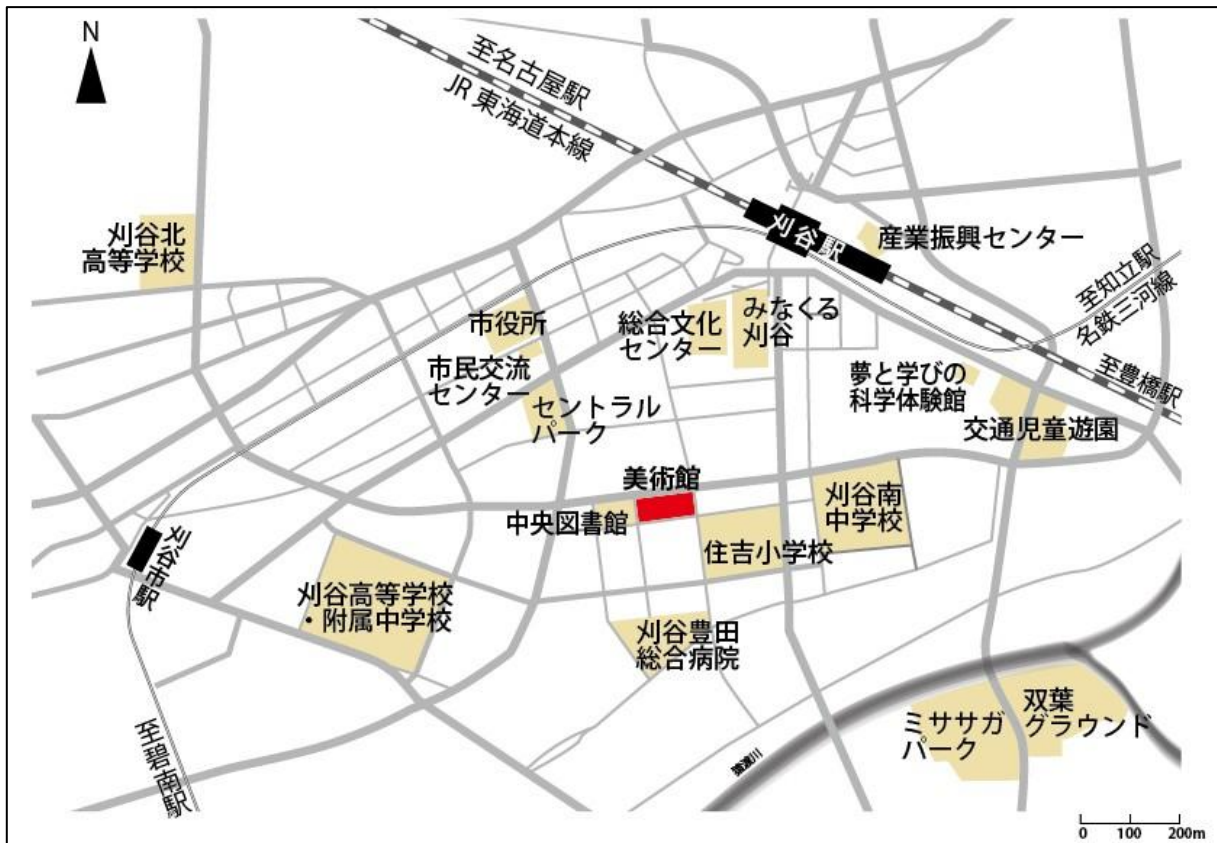 N
至名古屋駅
JR 東海道本線
刈谷北
高等学校
刈谷駅
産業振興センター
至知立駅
名鉄三河線
至豊橋駅
市役所
総合文化
センター
みなくる
刈谷
市民交流
センター
セントラル
パーク
夢と学びの
科学体験館
交通児童遊園
美術館
中央図書館
刈谷南
中学校
住吉小学校
刈谷市駅
刈谷高等学校
・附属中学校
刈谷豊田
総合病院
至碧南駅
ミササガ
パーク
双葉
グラウンド
猿渡川
0 100 200m